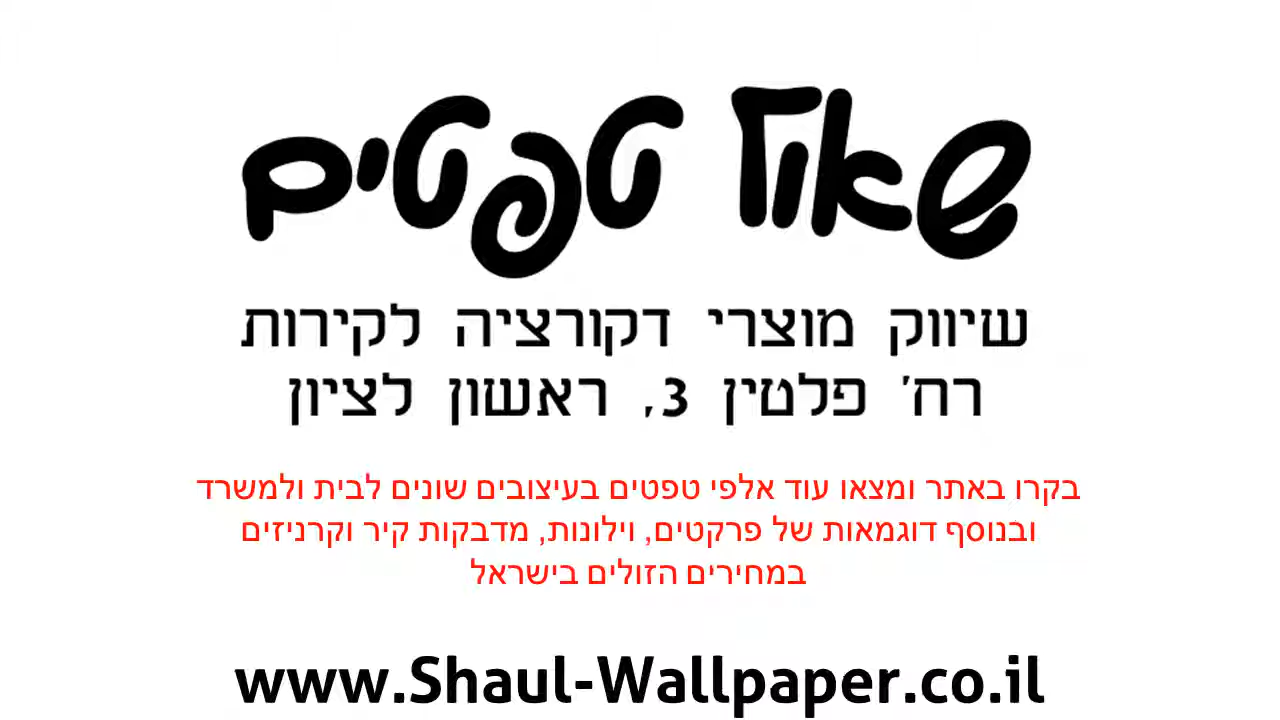 שאול טפטים
שיווק מוצרי דקורציה לקירות
רח' פלטין 3, ראשון לציון
בקרו באתר ומצאו עוד אלפי טפטים בעיצובים שונים לבית ולמשרד
ובנוסף דוגמאות של פרקטים, וילונות, מדבקות קיר וקרניזים
במחירים הזולים בישראל
www.Shaul-Wallpaper.co.il